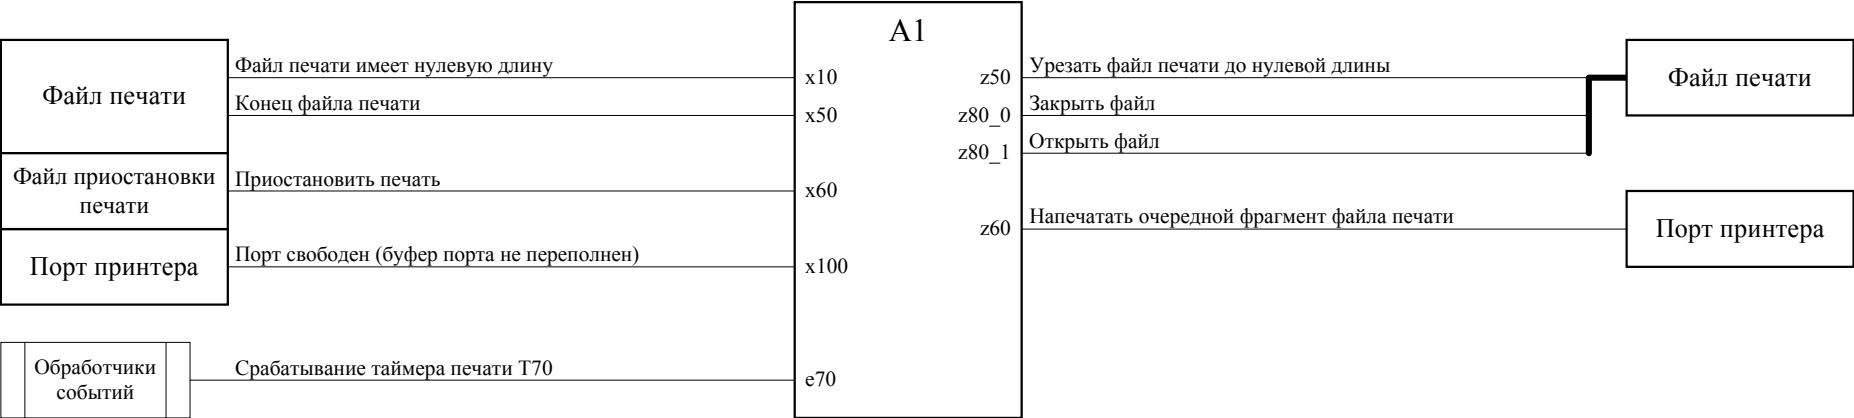 A1
Файл печати
Файл печати имеет нулевую длину
x10
Конец файла печати
x50
Файл приостановки
печати
Приостановить печать
x60
Порт принтера
Порт свободен (буфер порта не переполнен)
x100
Обработчики
событий
Срабатывание таймера печати T70
e70
z50
Урезать файл печати до нулевой длины
z80_0
Закрыть файл
z80_1
Открыть файл
Файл печати
z60
Напечатать очередной фрагмент файла печати
Порт принтера